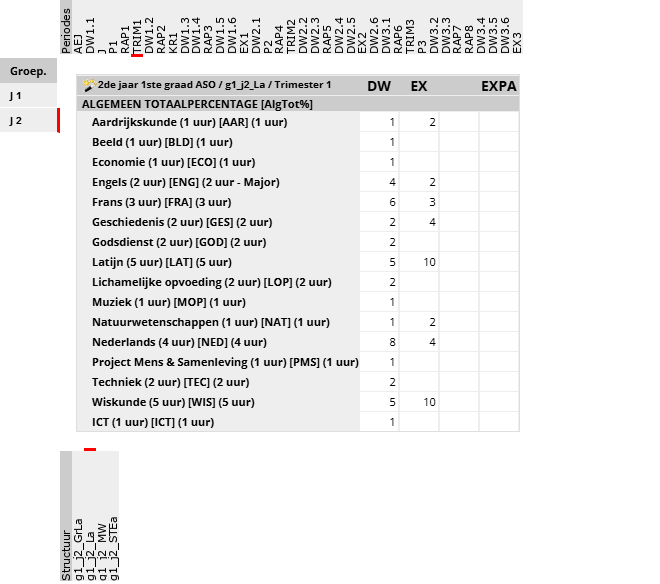 Periodes
AEJ
DW1.1
J
P1
RAP1
TRIM1
DW1.2
RAP2
KR1
DW1.3
DW1.4
RAP3
DW1.5
DW1.6
EX1
DW2.1
P2
RAP4
TRIM2
DW2.2
DW2.3
RAP5
DW2.4
DW2.5
EX2
DW2.6
DW3.1
RAP6
TRIM3
P3
DW3.2
DW3.3
RAP7
RAP8
DW3.4
DW3.5
DW3.6
EX3
Groep.
J 1
J 2
2de jaar 1ste graad ASO / g1_j2_La / Trimester 1 DW EX EXPA
ALGEMEEN TOTAALPERCENTAGE [AlgTot%]
Aardrijkskunde (1 uur) [AAR] (1 uur) 1 2
Beeld (1 uur) [BLD] (1 uur) 1
Economie (1 uur) [ECO] (1 uur) 1
Engels (2 uur) [ENG] (2 uur - Major) 4 2
Frans (3 uur) [FRA] (3 uur) 6 3
Geschiedenis (2 uur) [GES] (2 uur) 2 4
Godsdienst (2 uur) [GOD] (2 uur) 2
Latijn (5 uur) [LAT] (5 uur) 5 10
Lichamelijke opvoeding (2 uur) [LOP] (2 uur) 2
Muziek (1 uur) [MOP] (1 uur) 1
Natuurwetenschappen (1 uur) [NAT] (1 uur) 1 2
Nederlands (4 uur) [NED] (4 uur) 8 4
Project Mens & Samenleving (1 uur) [PMS] (1 uur) 1
Techniek (2 uur) [TEC] (2 uur) 2
Wiskunde (5 uur) [WIS] (5 uur) 5 10
ICT (1 uur) [ICT] (1 uur) 1
Structuur
g1_j2_GrLa
g1_j2_La
g1_j2_MW
g1_j2_STEa